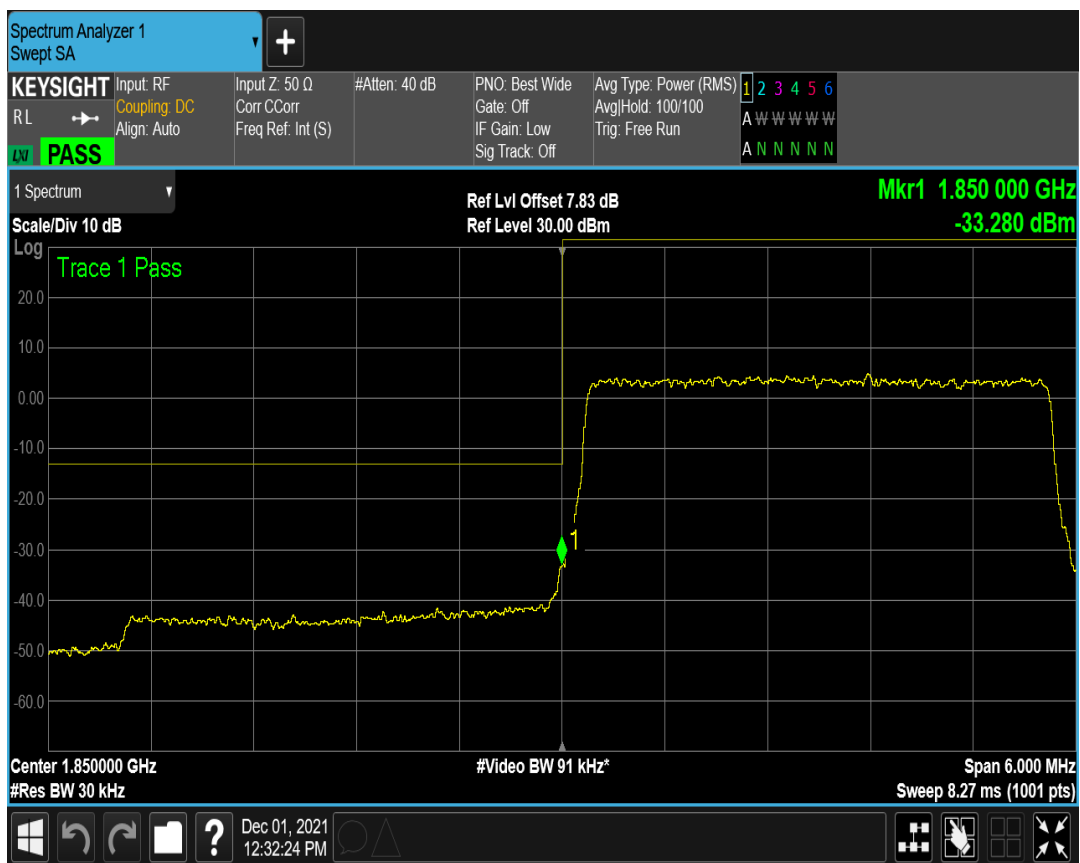 Spectrum Analyzer 1
Swept SA
+
KEYSIGHT
RL
LXI PASS
Input: RF
Coupling: DC
Align: Auto
Input Z: 50 Ω
Corr CCorr
Freq Ref: Int (S)
#Atten: 40 dB
PNO: Best Wide
Gate: Off
IF Gain: Low
Sig Track: Off
Avg Type: Power (RMS)
Avg|Hold: 100/100
Trig: Free Run
1 2 3 4 5 6
A W W W W W
A N N N N N
1 Spectrum
Scale/Div 10 dB
Ref Lvl Offset 7.83 dB
Ref Level 30.00 dBm
Mkr1 1.850 000 GHz
-33.280 dBm
Log
Trace 1 Pass
20.0
10.0
0.00
-10.0
-20.0
-30.0
-40.0
-50.0
-60.0
1
Center 1.850000 GHz
#Res BW 30 kHz
#Video BW 91 kHz*
Span 6.000 MHz
Sweep 8.27 ms (1001 pts)
?
Dec 01, 2021
12:32:24 PM